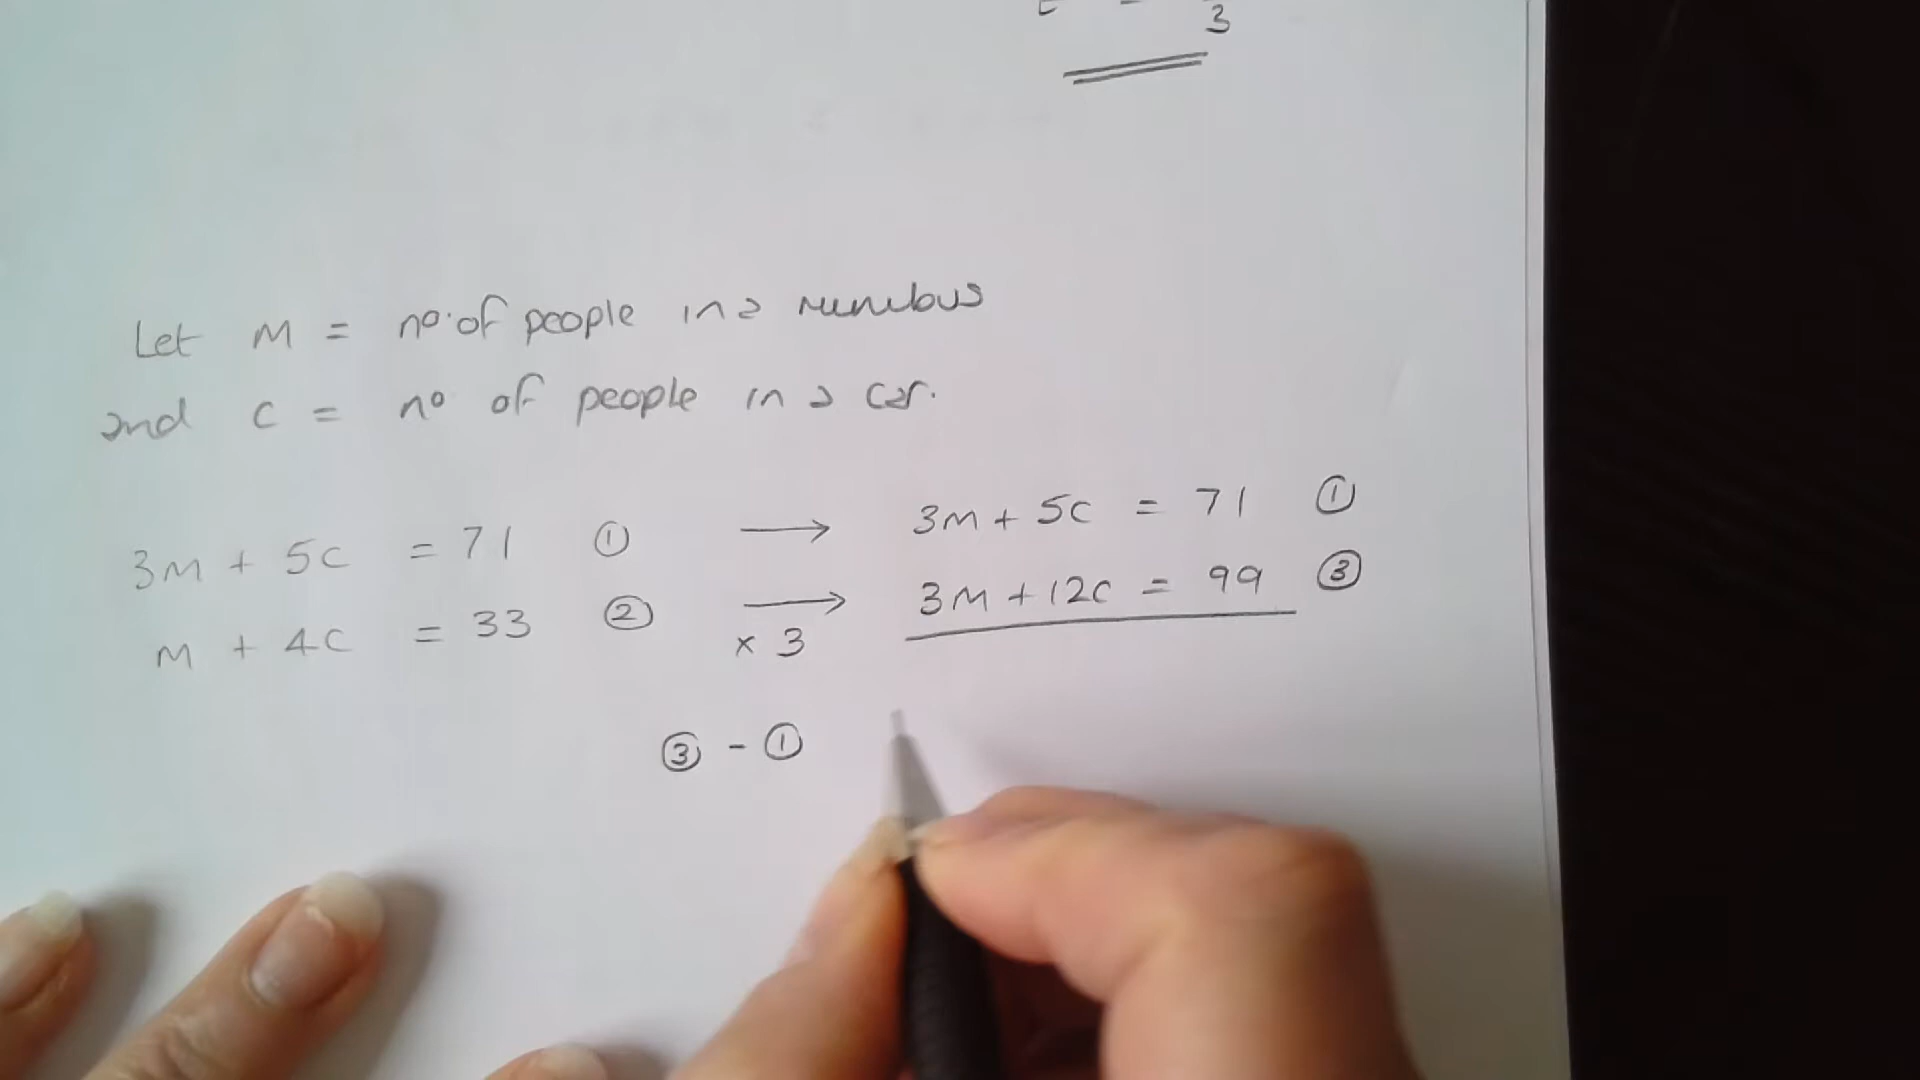 3
Let M = no. of people in a minibus
and C = no of people in a car.
3M + 5C = 71 ① → 3M + 5C = 71 ①
M + 4C = 33 ② → × 3 3M + 12C = 99 ③
③ - ①